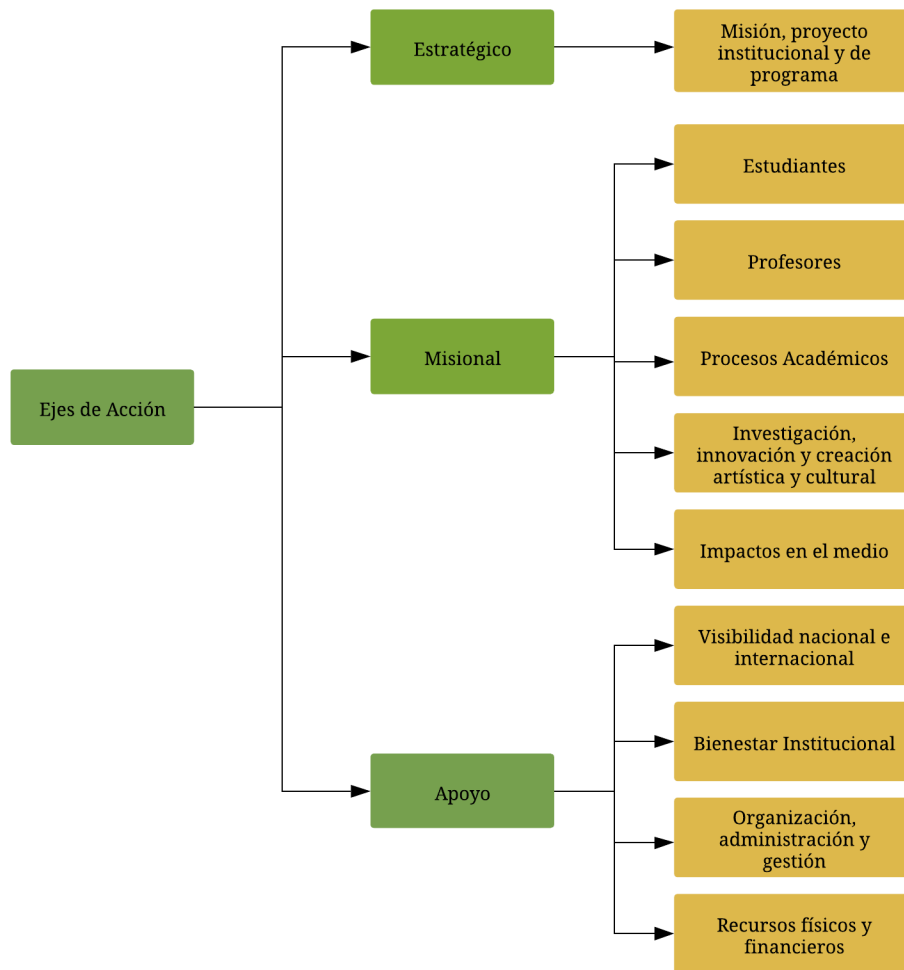 Estratégico
Misión, proyecto
institucional y de
programa
Estudiantes
Profesores
Misional
Procesos Académicos
Ejes de Acción
Investigación,
innovación y creación
artística y cultural
Impactos en el medio
Visibilidad nacional e
internacional
Bienestar Institucional
Apoyo
Organización,
administración y
gestión
Recursos físicos y
financieros